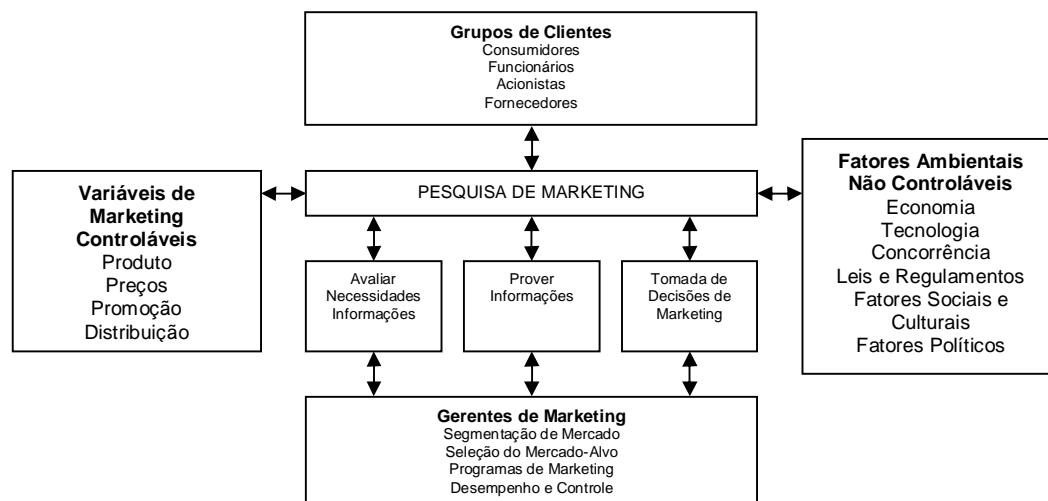 Grupos de Clientes
Consumidores
Funcionários
Acionistas
Fornecedores
Variáveis de
Marketing
Controláveis
Produto
Preços
Promoção
Distribuição
PESQUISA DE MARKETING
Fatores Ambientais
Não Controláveis
Economia
Tecnologia
Concorrência
Leis e Regulamentos
Fatores Sociais e
Culturais
Fatores Políticos
Avaliar
Necessidades
Informações
Prover
Informações
Tomada de
Decisões de
Marketing
Gerentes de Marketing
Segmentação de Mercado
Seleção do Mercado-Alvo
Programas de Marketing
Desempenho e Controle